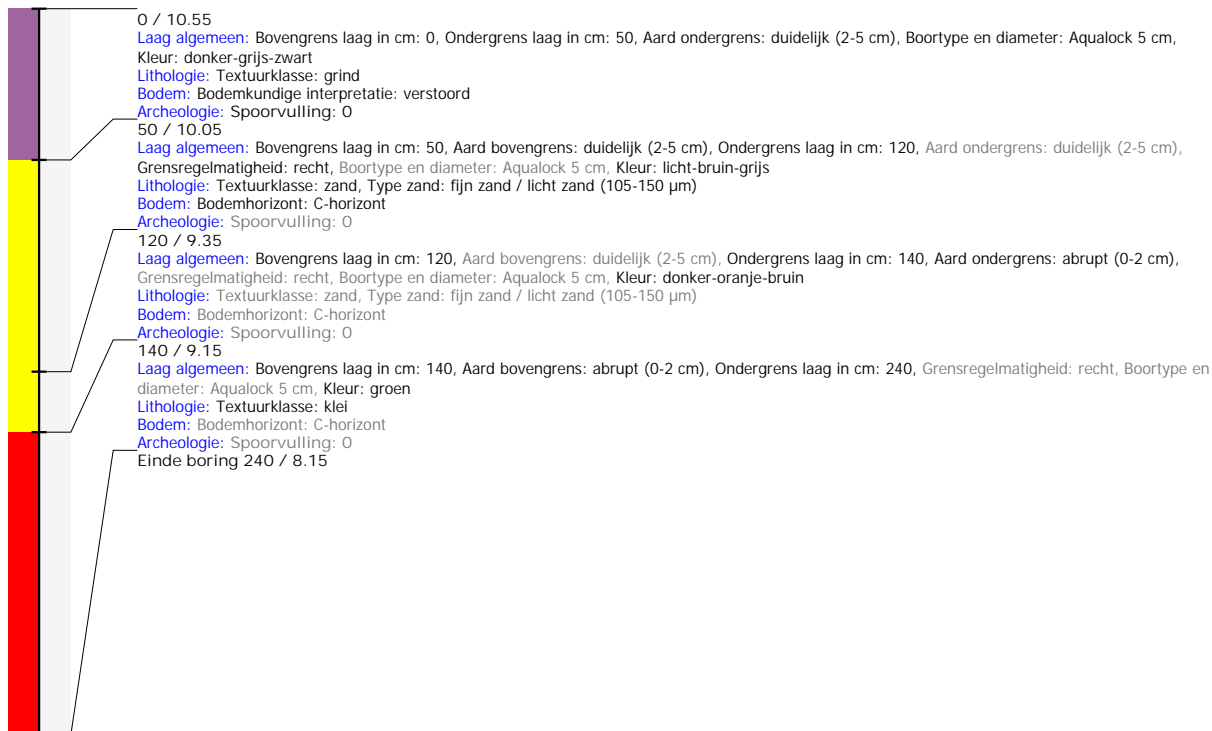 0 / 10.55
Laag algemeen: Bovengrens laag in cm: 0, Ondergrens laag in cm: 50, Aard ondergrens: duidelijk (2-5 cm), Boortype en diameter: Aqualock 5 cm,
Kleur: donker-grijs-zwart
Lithologie: Textuurklasse: grind
Bodem: Bodemkundige interpretatie: verstoord
Archeologie: Spoorvulling: 0
50 / 10.05
Laag algemeen: Bovengrens laag in cm: 50, Aard bovengrens: duidelijk (2-5 cm), Ondergrens laag in cm: 120, Aard ondergrens: duidelijk (2-5 cm),
Grensregelmatigheid: recht, Boortype en diameter: Aqualock 5 cm, Kleur: licht-bruin-grijs
Lithologie: Textuurklasse: zand, Type zand: fijn zand / licht zand (105-150 µm)
Bodem: Bodemhorizont: C-horizont
Archeologie: Spoorvulling: 0
120 / 9.35
Laag algemeen: Bovengrens laag in cm: 120, Aard bovengrens: duidelijk (2-5 cm), Ondergrens laag in cm: 140, Aard ondergrens: abrupt (0-2 cm),
Grensregelmatigheid: recht, Boortype en diameter: Aqualock 5 cm, Kleur: donker-oranje-bruin
Lithologie: Textuurklasse: zand, Type zand: fijn zand / licht zand (105-150 µm)
Bodem: Bodemhorizont: C-horizont
Archeologie: Spoorvulling: 0
140 / 9.15
Laag algemeen: Bovengrens laag in cm: 140, Aard bovengrens: abrupt (0-2 cm), Ondergrens laag in cm: 240, Grensregelmatigheid: recht, Boortype en
diameter: Aqualock 5 cm, Kleur: groen
Lithologie: Textuurklasse: klei
Bodem: Bodemhorizont: C-horizont
Archeologie: Spoorvulling: 0
Einde boring 240 / 8.15